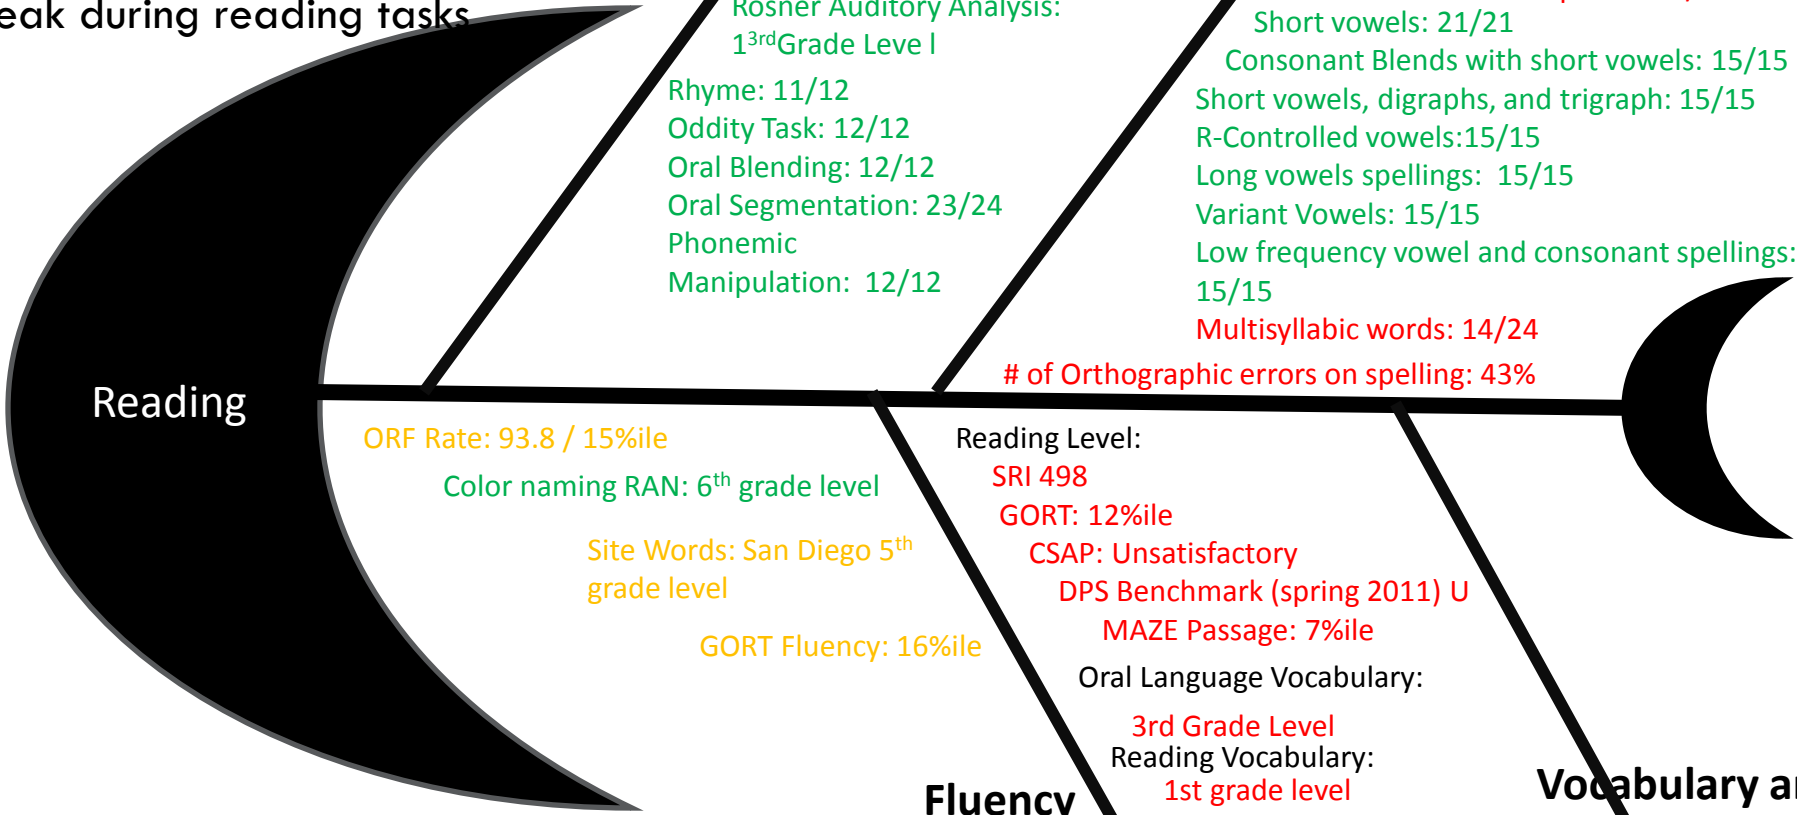 eak during reading tasks
Rosner Auditory Analysis:
1 3rd Grade Leve l
Rhyme: 11/12
Oddity Task: 12/12
Oral Blending: 12/12
Oral Segmentation: 23/24
Phonemic
Manipulation: 12/12
Short vowels: 21/21
Consonant Blends with short vowels: 15/15
Short vowels, digraphs, and trigraph: 15/15
R-Controlled vowels:15/15
Long vowels spellings: 15/15
Variant Vowels: 15/15
Low frequency vowel and consonant spellings:
15/15
Multisyllabic words: 14/24
# of Orthographic errors on spelling: 43%
Reading
ORF Rate: 93.8 / 15%ile
Color naming RAN: 6th grade level
Site Words: San Diego 5th
grade level
GORT Fluency: 16%ile
Fluency
Reading Level:
SRI 498
GORT: 12%ile
CSAP: Unsatisfactory
DPS Benchmark (spring 2011) U
MAZE Passage: 7%ile
Oral Language Vocabulary:
3rd Grade Level
Reading Vocabulary:
1st grade level
Vocabulary a